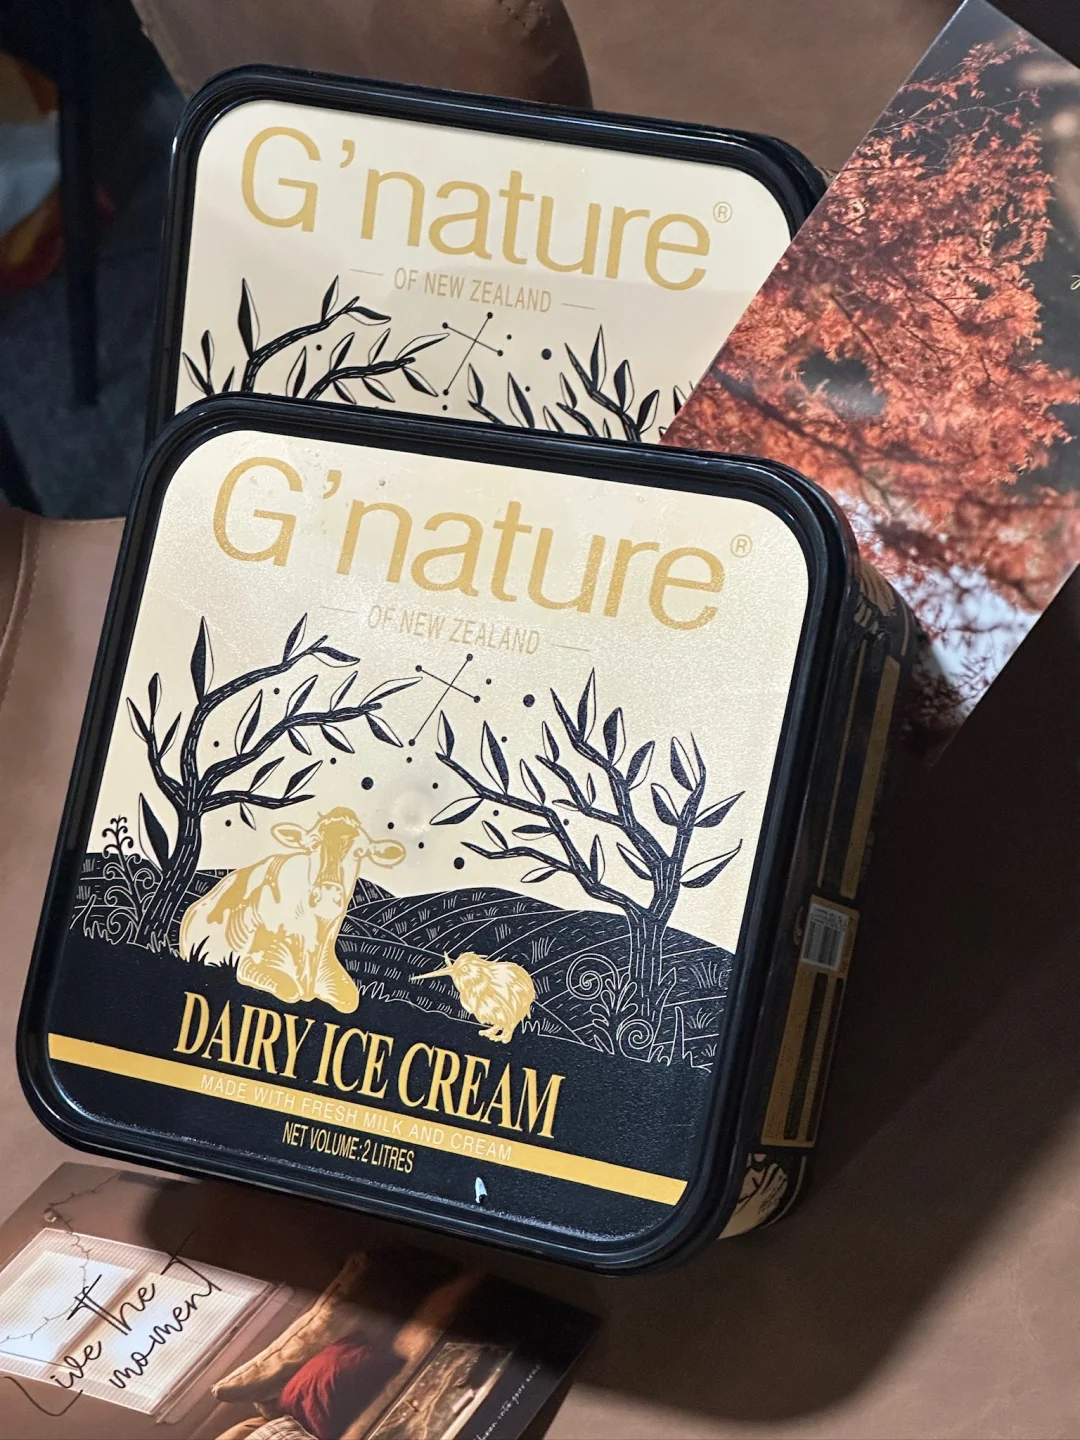 G'nature®
OF NEW ZEALAND
G'nature®
OF NEW ZEALAND
DAIRY ICE CREAM
MADE WITH FRESH MILK AND CREAM
NET VOLUME:2 LITRES
Live the
moment